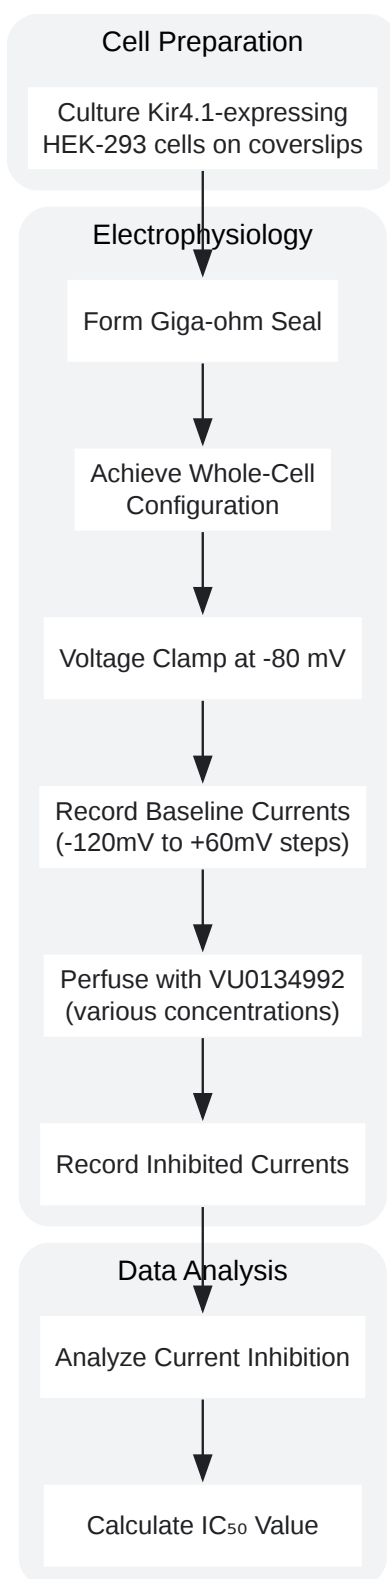 Cell Preparation
Culture Kir4.1-expressing
HEK-293 cells on coverslips
Electrophysiology
Form Giga-ohm Seal
Achieve Whole-Cell
Configuration
Voltage Clamp at -80 mV
Record Baseline Currents
(-120mV to +60mV steps)
Perfuse with VU0134992
(various concentrations)
Record Inhibited Currents
Data Analysis
Analyze Current Inhibition
Calculate IC₅₀ Value